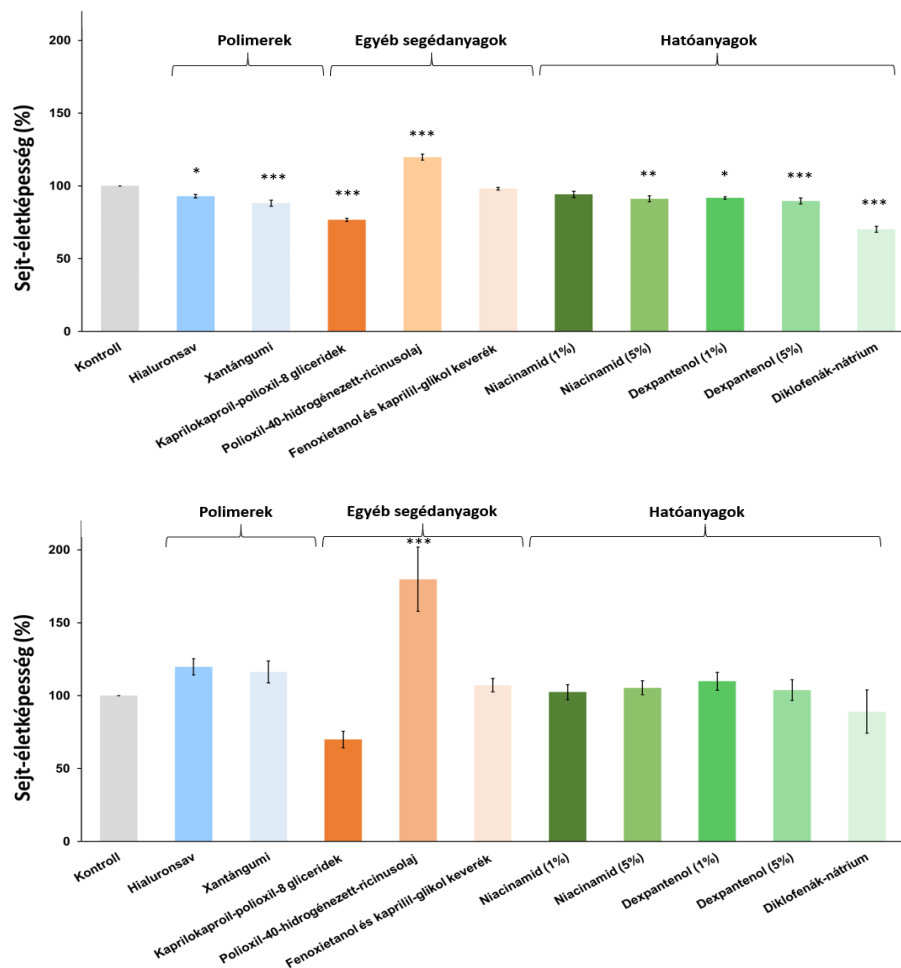 Polimerek Egyéb segédanyagok Hatóanyagok
Sejt-életképesség (%)
200
150
100
50
0
* *** *** *** ** * *** ***
Kontroll
Hialuronsav
Xantángumi
Kaprilokaproil-polioxil-8 gliceridek
Polioxil-40-hidrogénezett-ricinusolaj
Fenoxietanol és kaprilil-glikol keverék
Niacinamid (1%)
Niacinamid (5%)
Dexpantenol (1%)
Dexpantenol (5%)
Diklofenák-nátrium
Polimerek Egyéb segédanyagok Hatóanyagok
Sejt-életképesség (%)
200
150
100
50
0
***
Kontroll
Hialuronsav
Xantángumi
Kaprilokaproil-polioxil-8 gliceridek
Polioxil-40-hidrogénezett-ricinusolaj
Fenoxietanol és kaprilil-glikol keverék
Niacinamid (1%)
Niacinamid (5%)
Dexpantenol (1%)
Dexpantenol (5%)
Diklofenák-nátrium